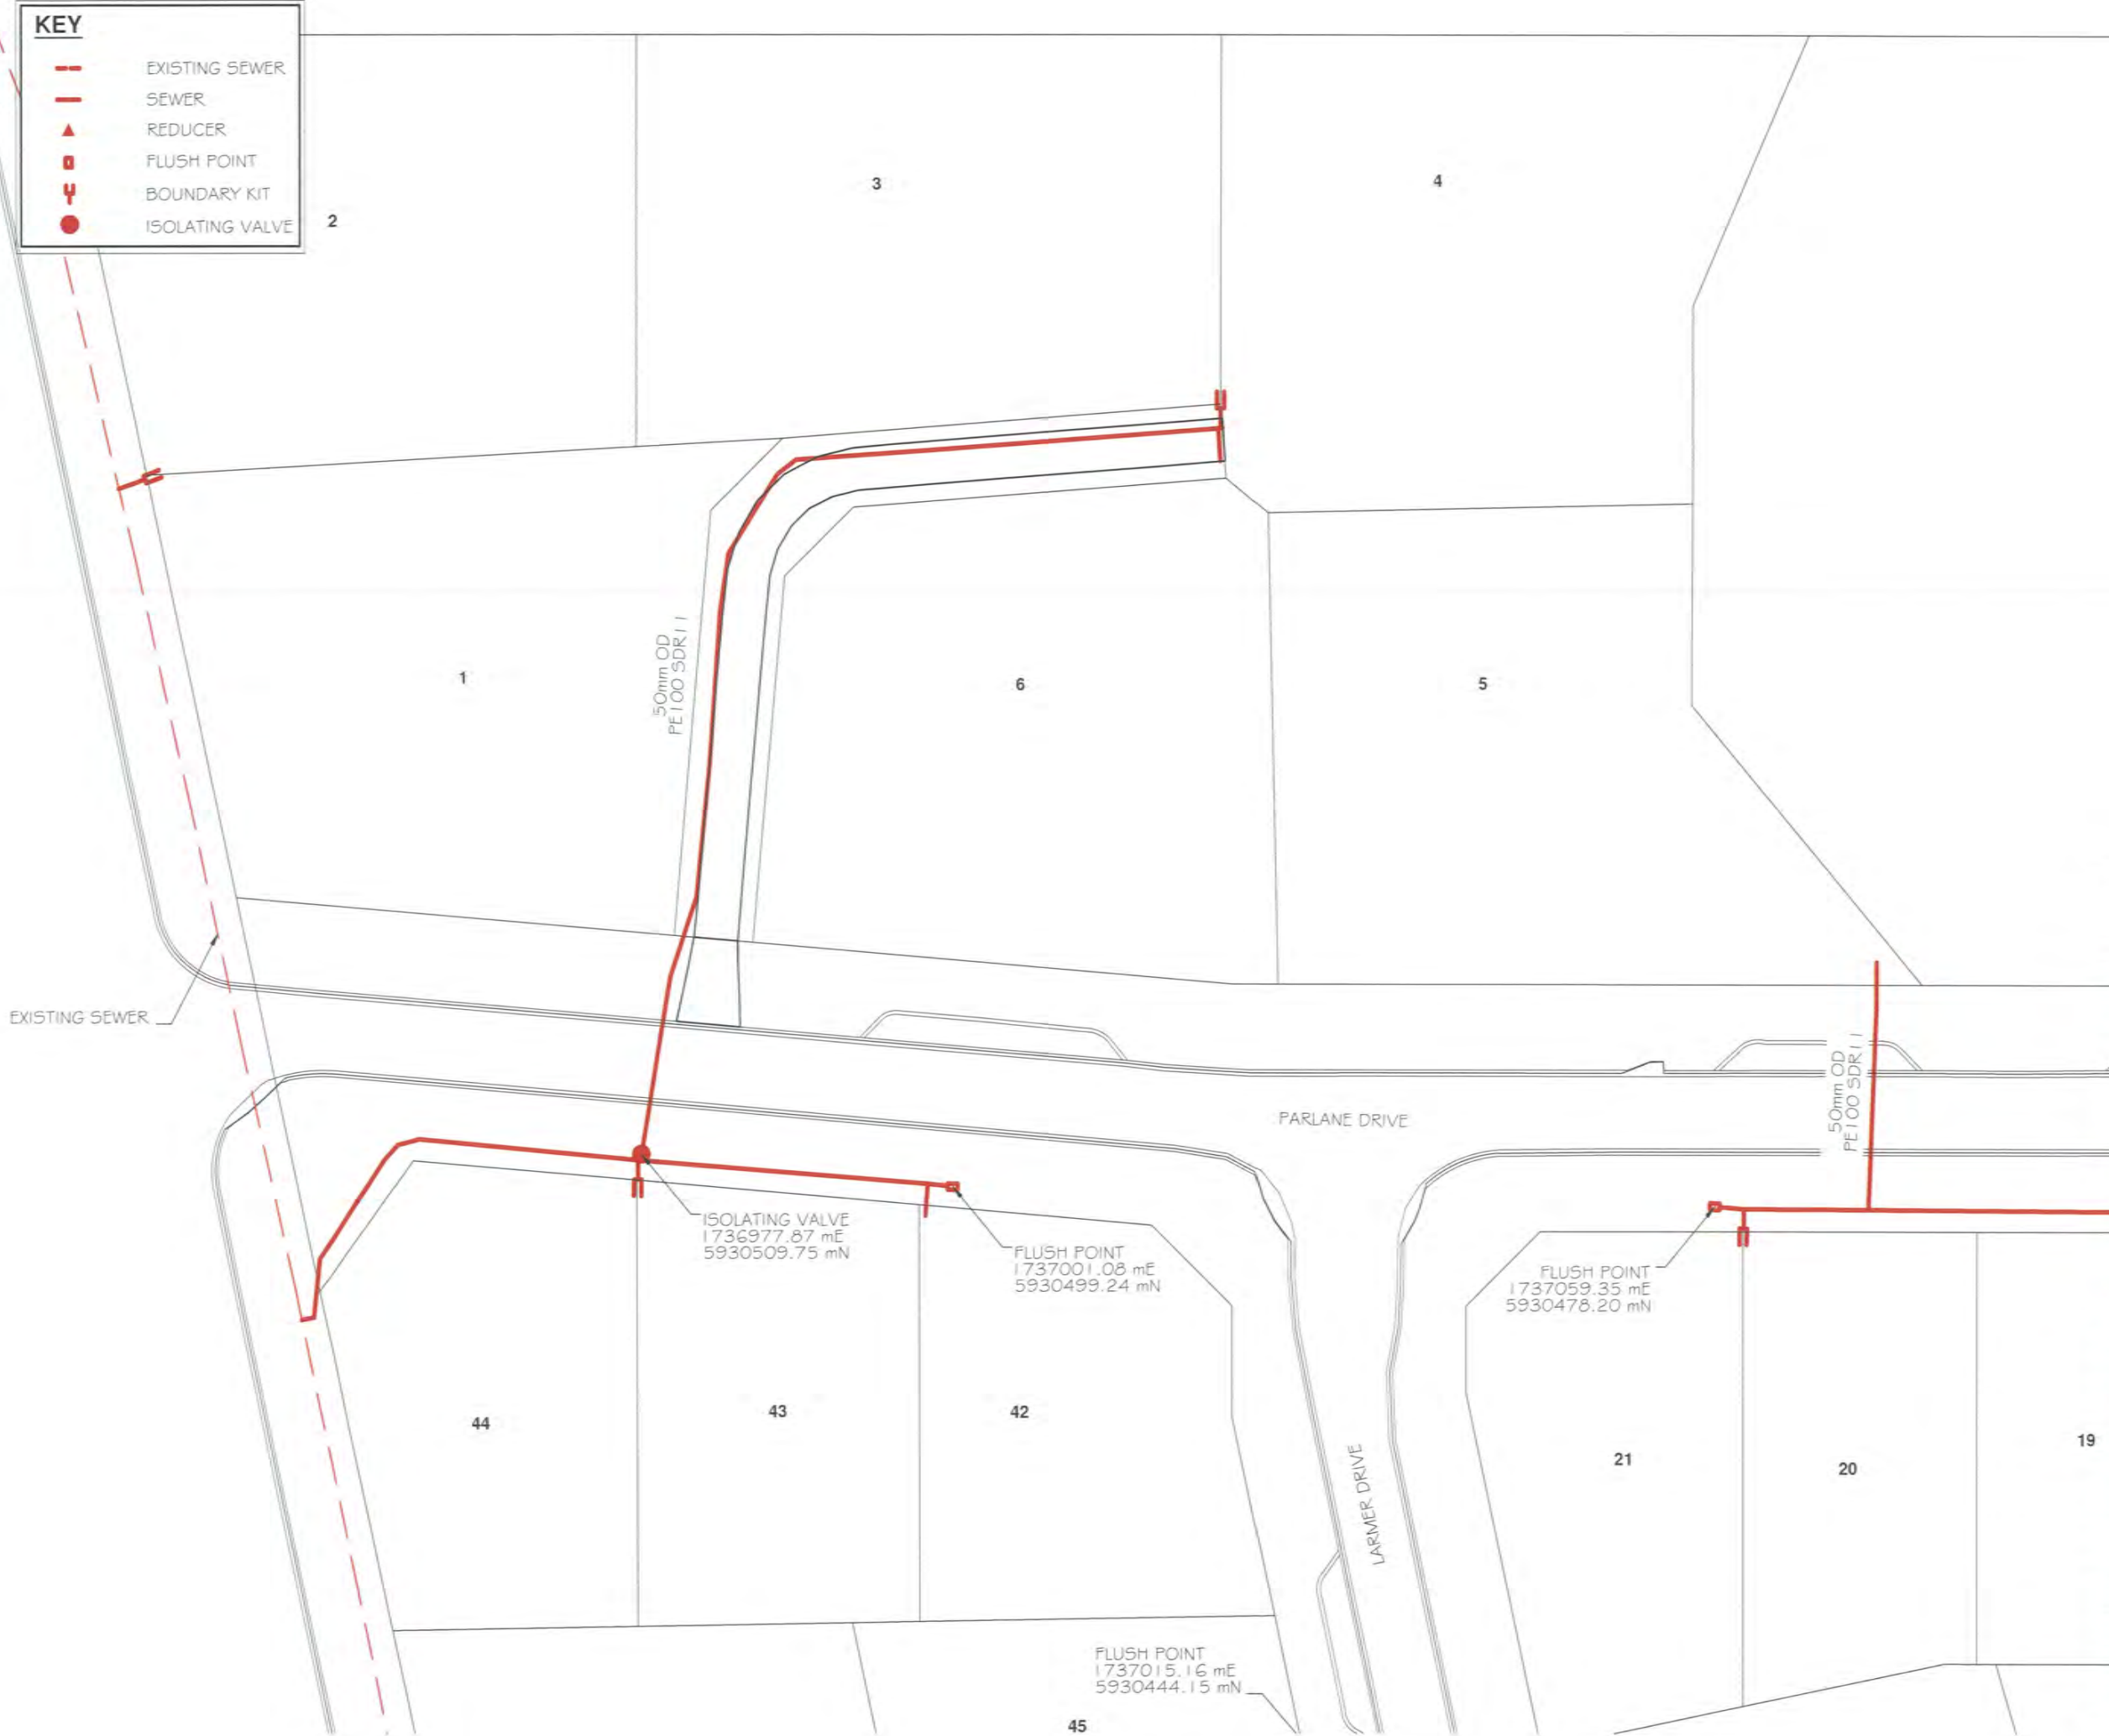 KEY
EXISTING SEWER
SEWER
REDUCER
FLUSH POINT
BOUNDARY KIT
ISOLATING VALVE
2
3
4
1
50mm OD
PE100 SDR11
6
5
EXISTING SEWER
PARLANE DRIVE
50mm OD
PE100 SDR11
ISOLATING VALVE
1736977.87 mE
5930509.75 mN
FLUSH POINT
1737001.08 mE
5930499.24 mN
FLUSH POINT
1737059.35 mE
5930478.20 mN
44
43
42
LARMER DRIVE
21
20
19
FLUSH POINT
1737015.16 mE
5930444.15 mN
45